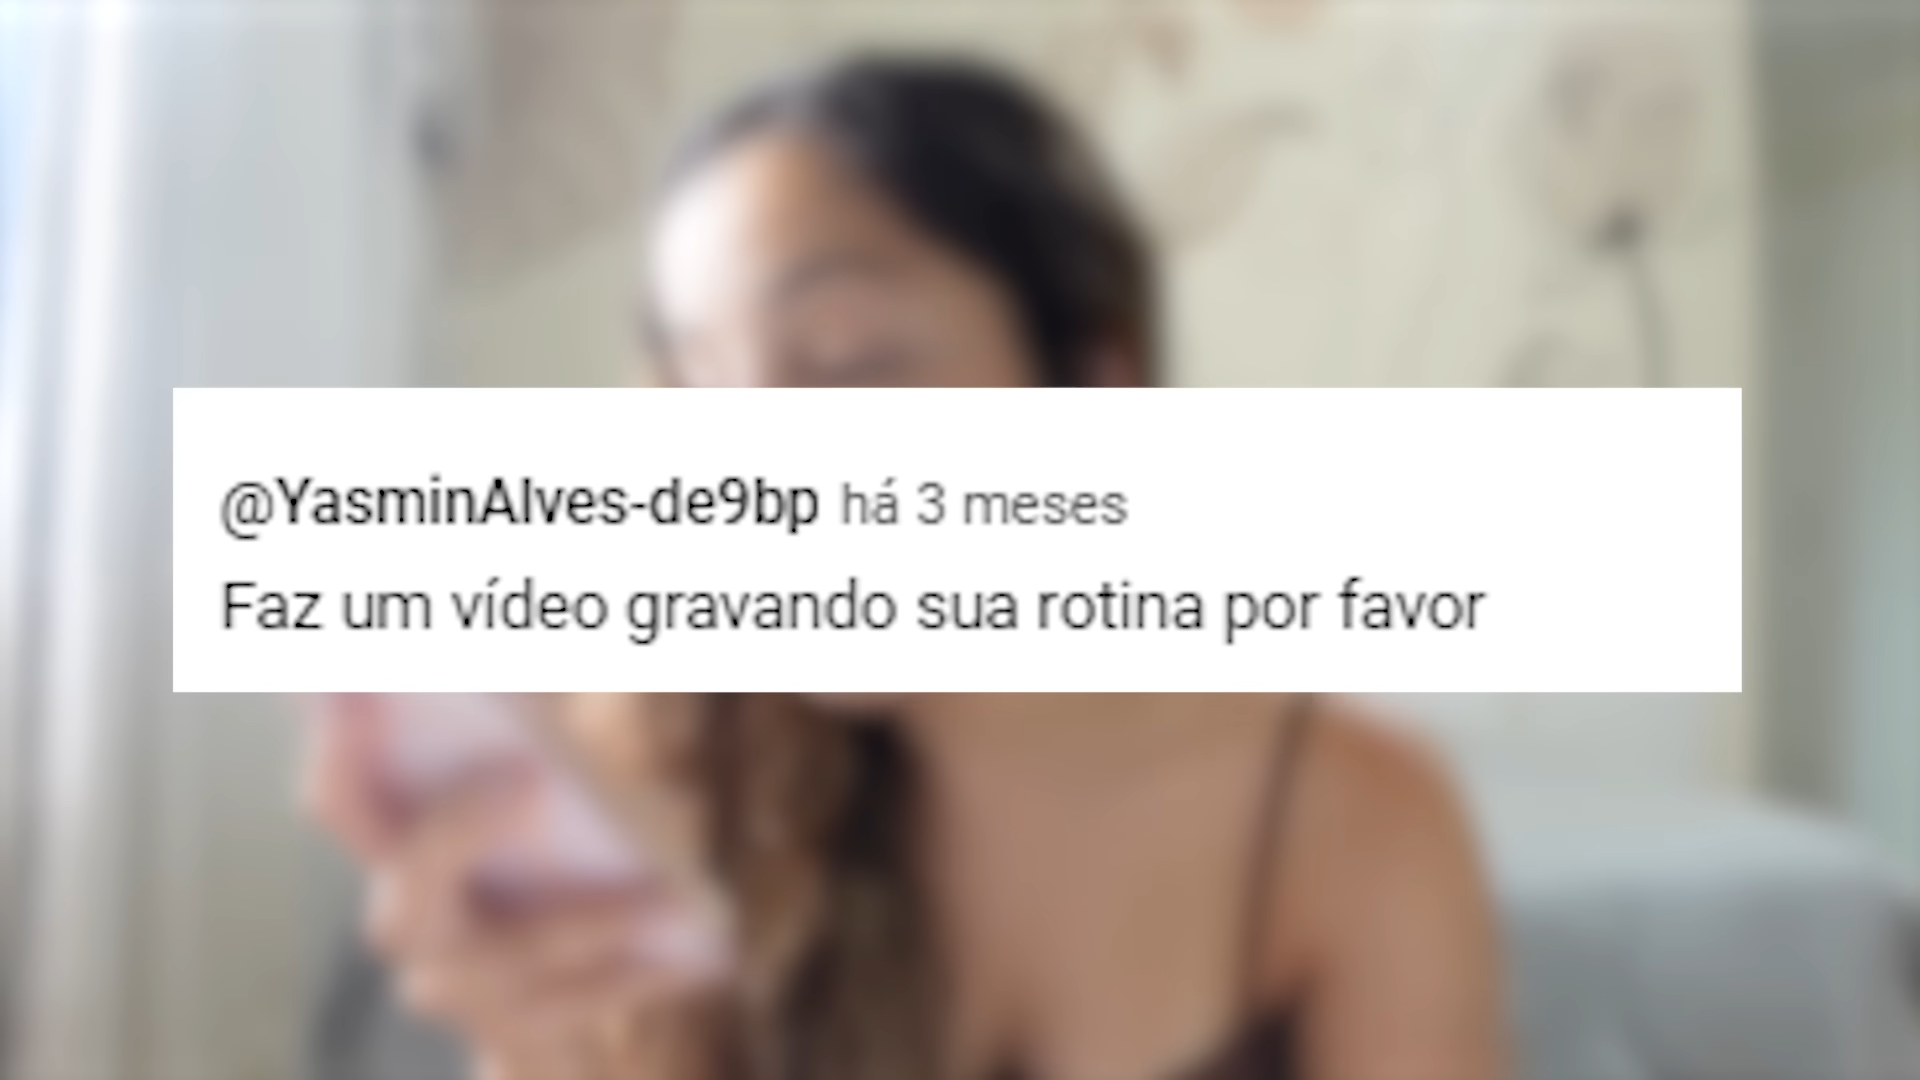 @YasminAlves-de9bp há 3 meses
Faz um vídeo gravando sua rotina por favor